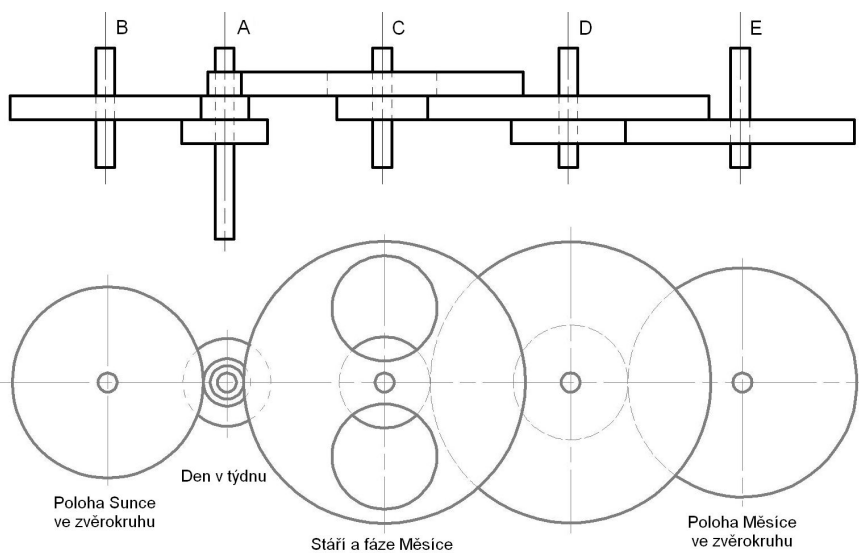 B
A
C
D
E
Den v týdnu
Poloha Sunce
ve zvěrokruhu
Stáří a fáze Měsíce
Poloha Měsíce
ve zvěrokruhu